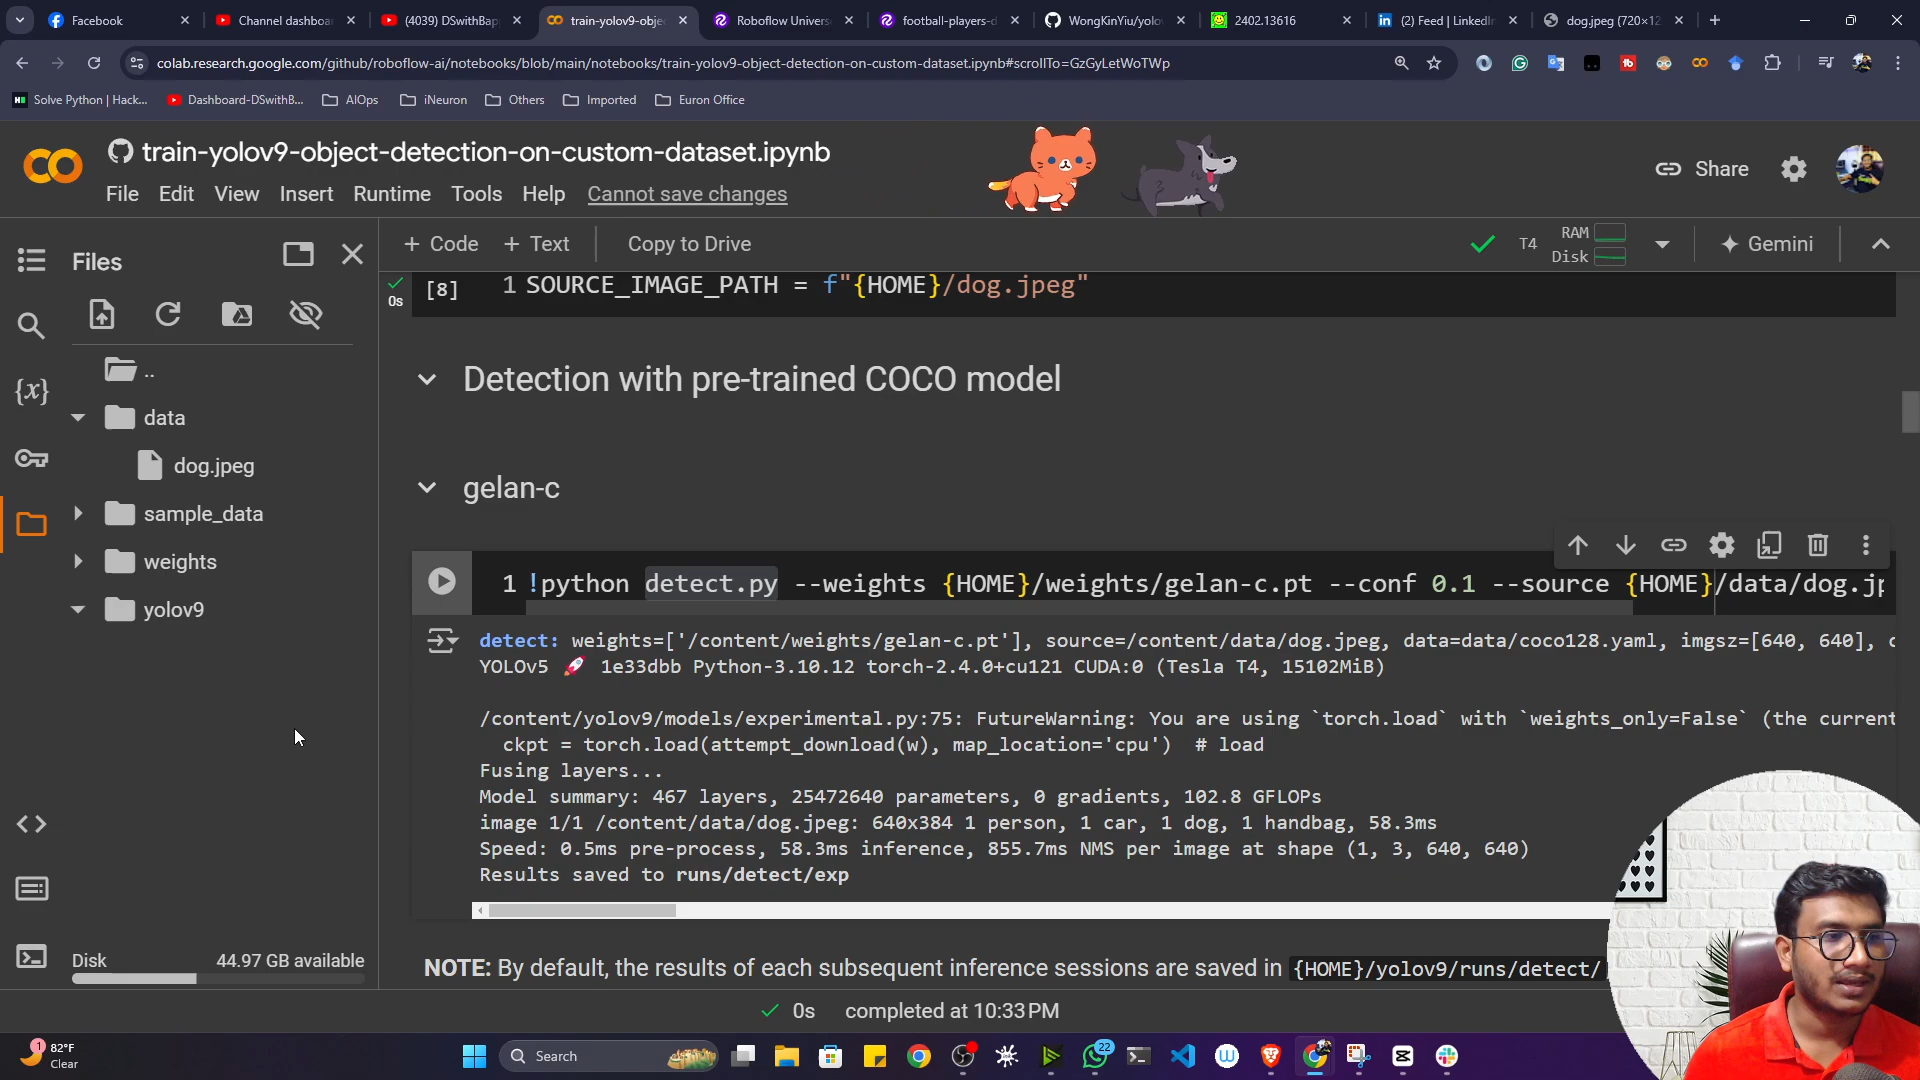 Facebook
Channel dashboa
(4039) DSwithBap
train-yolov9-obje
Roboflow Univers
football-players-d
WongKinYiu/yolov
2402.13616
(2) Feed | LinkedIn
dog.jpeg (720×12
colab.research.google.com/github/roboflow-ai/notebooks/blob/main/notebooks/train-yolov9-object-detection-on-custom-dataset.ipynb#scrollTo=GzGyLetWoTWp
Solve Python | Hack...
Dashboard-DSwithB...
AIOps
iNeuron
Others
Imported
Euron Office
train-yolov9-object-detection-on-custom-dataset.ipynb
File Edit View Insert Runtime Tools Help Cannot save changes
Share
Files
+ Code + Text Copy to Drive
T4 RAM Disk
Gemini
0s [8] 1 SOURCE_IMAGE_PATH = f"{HOME}/dog.jpeg"
..
data
dog.jpeg
sample_data
weights
yolov9
Detection with pre-trained COCO model
gelan-c
1 !python detect.py --weights {HOME}/weights/gelan-c.pt --conf 0.1 --source {HOME}/data/dog.jp
detect: weights=['/content/weights/gelan-c.pt'], source=/content/data/dog.jpeg, data=data/coco128.yaml, imgsz=[640, 640], c
YOLOv5 🚀 1e33dbb Python-3.10.12 torch-2.4.0+cu121 CUDA:0 (Tesla T4, 15102MiB)
/content/yolov9/models/experimental.py:75: FutureWarning: You are using `torch.load` with `weights_only=False` (the current
ckpt = torch.load(attempt_download(w), map_location='cpu')  # load
Fusing layers...
Model summary: 467 layers, 25472640 parameters, 0 gradients, 102.8 GFLOPs
image 1/1 /content/data/dog.jpeg: 640x384 1 person, 1 car, 1 dog, 1 handbag, 58.3ms
Speed: 0.5ms pre-process, 58.3ms inference, 855.7ms NMS per image at shape (1, 3, 640, 640)
Results saved to runs/detect/exp
NOTE: By default, the results of each subsequent inference sessions are saved in {HOME}/yolov9/runs/detect/
Disk 44.97 GB available
0s completed at 10:33 PM
1
82°F
Clear
Search
22